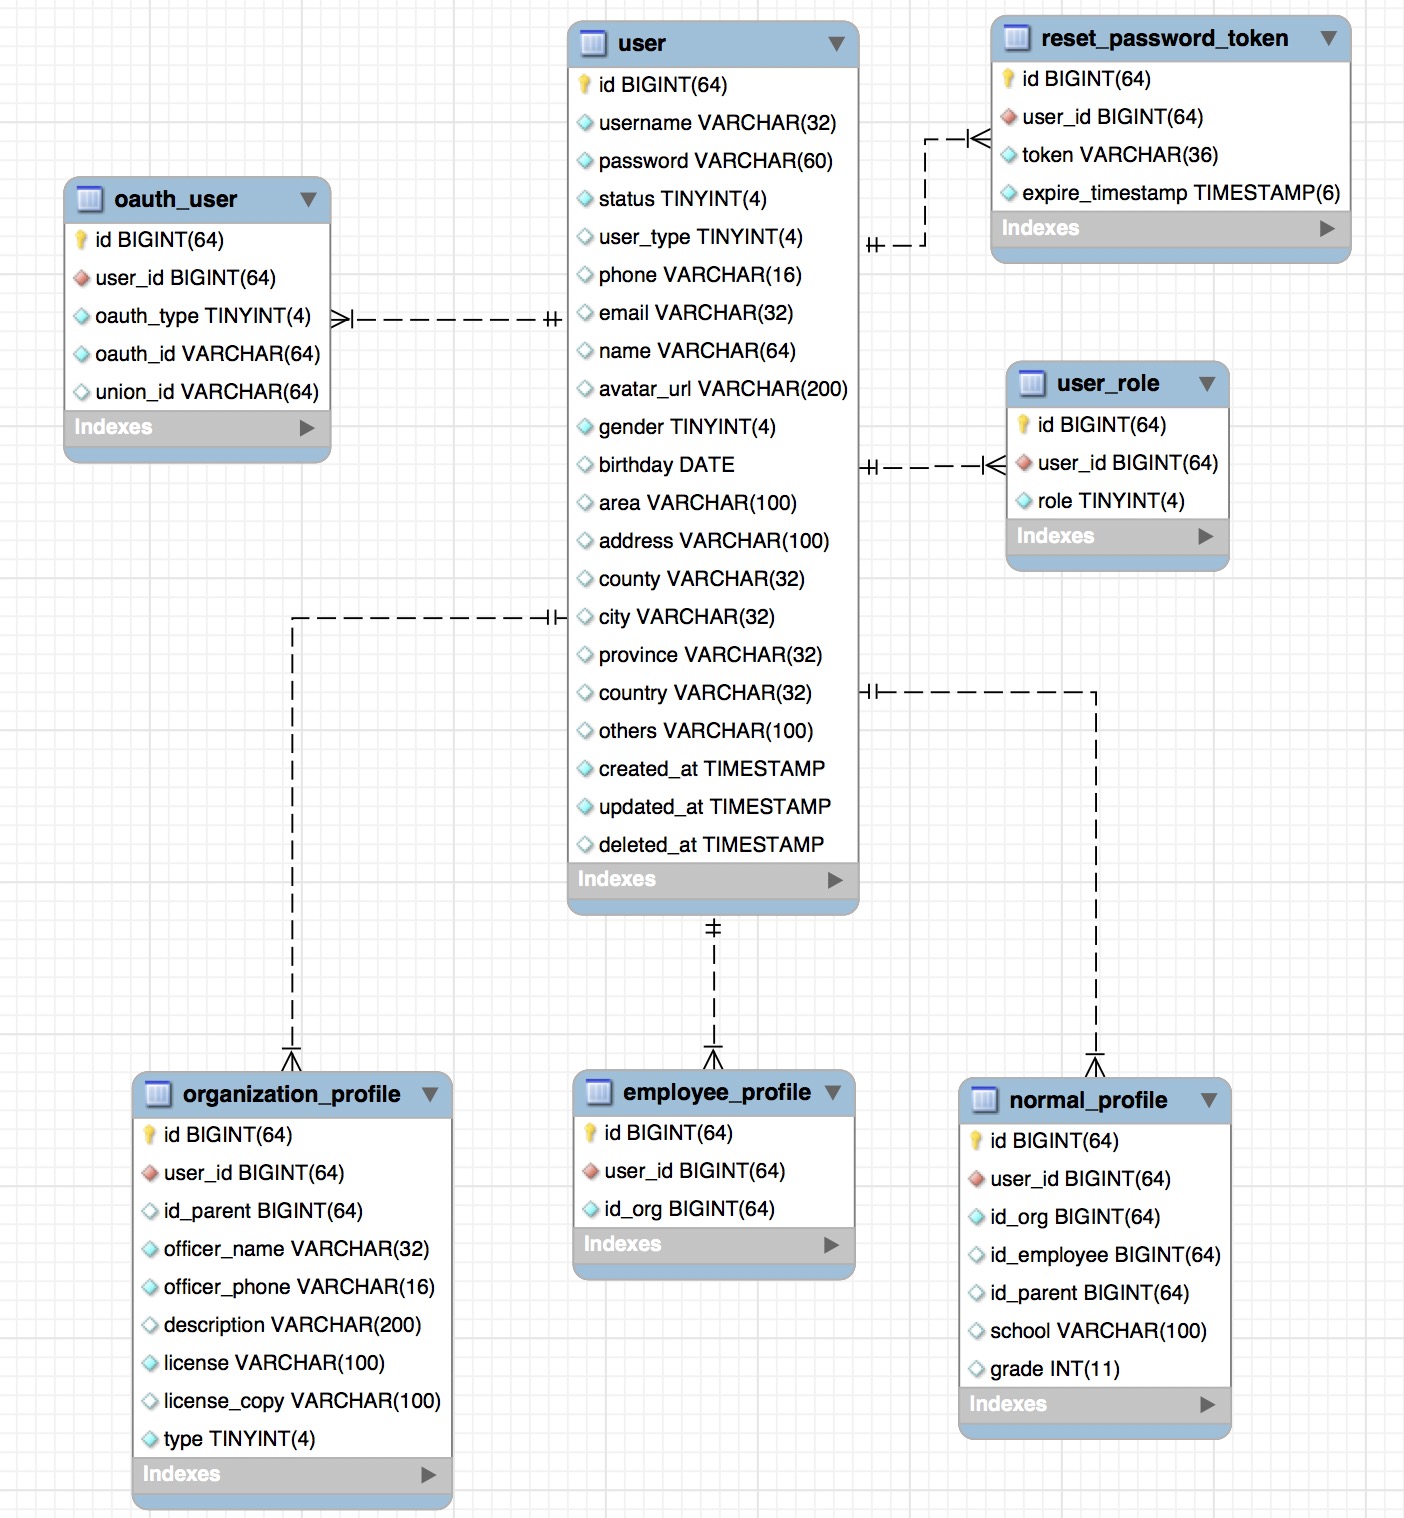 user
id BIGINT(64)
username VARCHAR(32)
password VARCHAR(60)
status TINYINT(4)
user_type TINYINT(4)
phone VARCHAR(16)
email VARCHAR(32)
name VARCHAR(64)
avatar_url VARCHAR(200)
gender TINYINT(4)
birthday DATE
area VARCHAR(100)
address VARCHAR(100)
county VARCHAR(32)
city VARCHAR(32)
province VARCHAR(32)
country VARCHAR(32)
others VARCHAR(100)
created_at TIMESTAMP
updated_at TIMESTAMP
deleted_at TIMESTAMP
Indexes
reset_password_token
id BIGINT(64)
user_id BIGINT(64)
token VARCHAR(36)
expire_timestamp TIMESTAMP(6)
Indexes
oauth_user
id BIGINT(64)
user_id BIGINT(64)
oauth_type TINYINT(4)
oauth_id VARCHAR(64)
union_id VARCHAR(64)
Indexes
user_role
id BIGINT(64)
user_id BIGINT(64)
role TINYINT(4)
Indexes
organization_profile
id BIGINT(64)
user_id BIGINT(64)
id_parent BIGINT(64)
officer_name VARCHAR(32)
officer_phone VARCHAR(16)
description VARCHAR(200)
license VARCHAR(100)
license_copy VARCHAR(100)
type TINYINT(4)
Indexes
employee_profile
id BIGINT(64)
user_id BIGINT(64)
id_org BIGINT(64)
Indexes
normal_profile
id BIGINT(64)
user_id BIGINT(64)
id_org BIGINT(64)
id_employee BIGINT(64)
id_parent BIGINT(64)
school VARCHAR(100)
grade INT(11)
Indexes